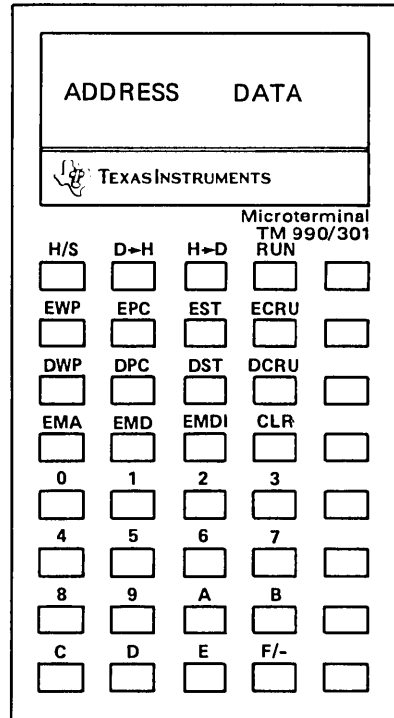 ADDRESS DATA
TEXAS INSTRUMENTS
Microterminal
TM 990/301
H/S D→H H→D RUN
EWP EPC EST ECRU
DWP DPC DST DCRU
EMA EMD EMDI CLR
0 1 2 3
4 5 6 7
8 9 A B
C D E F/-